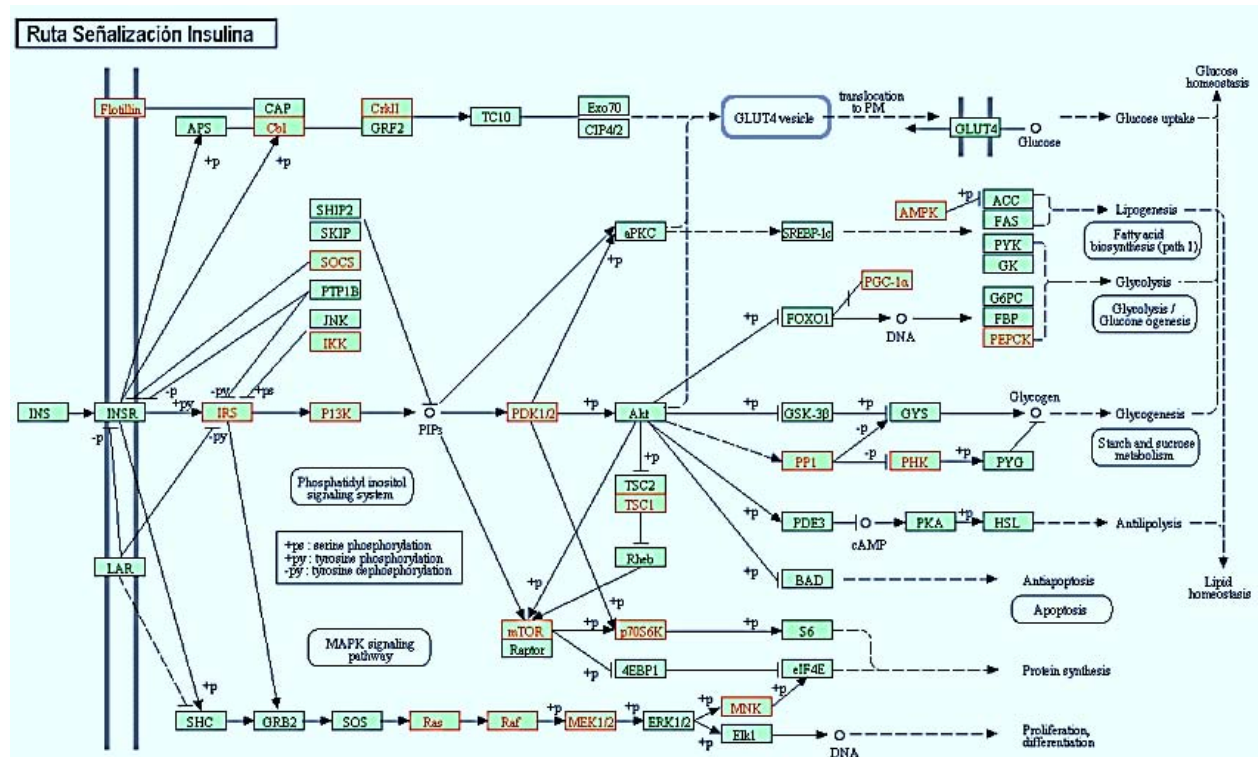 Ruta Señalización Insulina
Flotillin
CAP
Cbl
APS
CrkII
GRF2
TC10
Exo70
CIP4/2
GLUT4 vesicle
translocation
to PM
GLUT4
Glucose
Glucose uptake
Glucose
homeostasis
+p
+p
SHIP2
SKIP
SOCS
PTP1B
JNK
IKK
aPKC
+p
SREBP-1c
AMPK
+p
ACC
FAS
PYK
GK
Lipogenesis
Fatty acid
biosynthesis (path 1)
PGC-1α
FOXO1
DNA
G6PC
FBP
PEPCK
Glycolysis
Glycolysis /
Glucone ogenesis
INS
INSR
-p
+py
-p
-py
+ps
IRS
-py
P13K
PIPs
PDK1/2
+p
Akt
+p
GSK-3β
+p
GYS
Glycogen
Glycogenesis
Starch and sucrose
metabolism
PP1
-p
-p
PHK
+p
PYG
Phosphatidyl inositol
signaling system
+p
TSC2
TSC1
Rheb
+p
PDE3
cAMP
PKA
+p
HSL
Antilipolysis
LAR
+ps : serine phosphorylation
+py : tyrosine phosphorylation
-py : tyrosine dephosphorylation
+p
BAD
Antiapoptosis
Apoptosis
Lipid
homeostasis
+p
mTOR
Raptor
+p
+p
p70S6K
+p
S6
MAPK signaling
pathway
+p
4EBP1
eIF4E
Protein synthesis
+p
SHC
GRB2
SOS
Ras
Raf
+p
MEK1/2
+p
ERK1/2
+p
MNK
+p
+p
Elk1
DNA
Proliferation,
differentiation